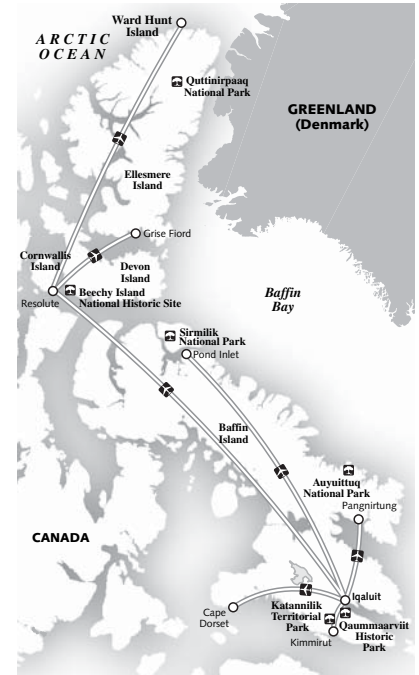 Ward Hunt
Island
ARCTIC
OCEAN
Quttinirpaaq
National Park
GREENLAND
(Denmark)
Ellesmere
Island
Grise Fiord
Cornwallis
Island
Devon
Island
Resolute
Beechy Island
National Historic Site
Baffin
Bay
Sirmilik
National Park
Pond Inlet
Baffin
Island
Auyuittuq
National Park
Pangnirtung
CANADA
Iqaluit
Cape
Dorset
Katannilik
Territorial
Park
Qaummaarviit
Historic
Park
Kimmirut